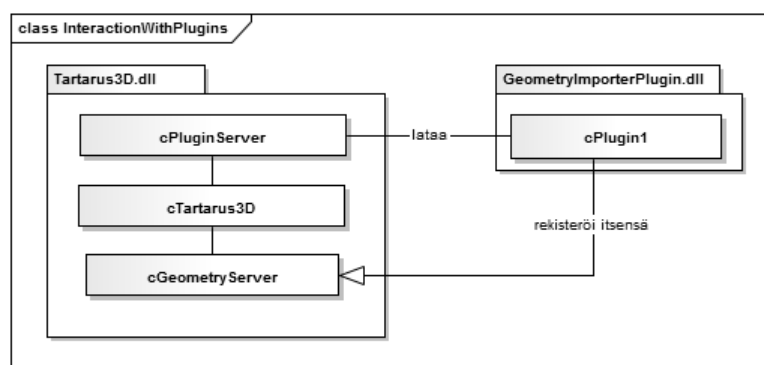 class InteractionWithPlugins
Tartarus3D.dll
GeometryImporterPlugin.dll
cPluginServer
lataa
cPlugin1
cTartarus3D
rekisteröi itsensä
cGeometryServer